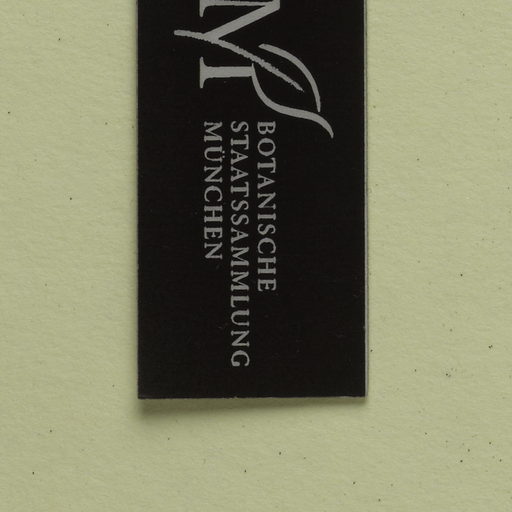 M
BOTANISCHE
STAATSSAMMLUNG
MÜNCHEN